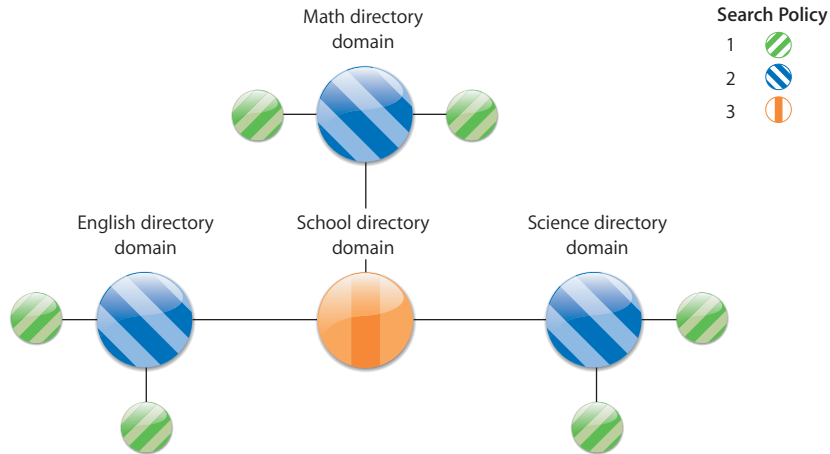 Math directory
domain
Search Policy
1
2
3
English directory
domain
School directory
domain
Science directory
domain